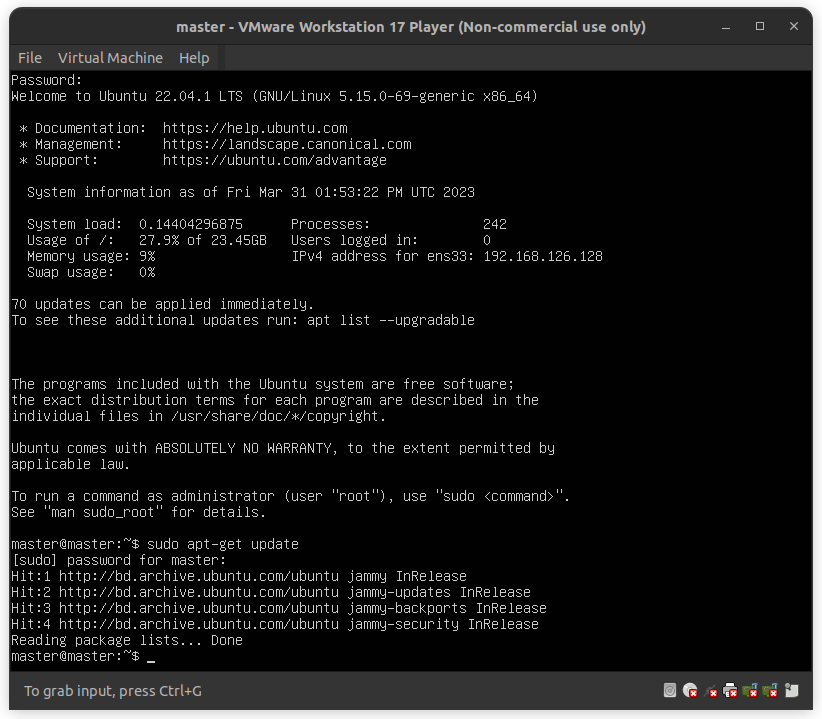 master - VMware Workstation 17 Player (Non-commercial use only)
File Virtual Machine Help
Password:
Welcome to Ubuntu 22.04.1 LTS (GNU/Linux 5.15.0-69-generic x86_64)
* Documentation: https://help.ubuntu.com
* Management: https://landscape.canonical.com
* Support: https://ubuntu.com/advantage
System information as of Fri Mar 31 01:53:22 PM UTC 2023
System load: 0.14404296875 Processes: 242
Usage of /: 27.9% of 23.45GB Users logged in: 0
Memory usage: 9% IPv4 address for ens33: 192.168.126.128
Swap usage: 0%
70 updates can be applied immediately.
To see these additional updates run: apt list --upgradable
The programs included with the Ubuntu system are free software;
the exact distribution terms for each program are described in the
individual files in /usr/share/doc/*/copyright.
Ubuntu comes with ABSOLUTELY NO WARRANTY, to the extent permitted by
applicable law.
To run a command as administrator (user "root"), use "sudo <command>".
See "man sudo_root" for details.
master@master:~$ sudo apt-get update
[sudo] password for master:
Hit:1 http://bd.archive.ubuntu.com/ubuntu jammy InRelease
Hit:2 http://bd.archive.ubuntu.com/ubuntu jammy-updates InRelease
Hit:3 http://bd.archive.ubuntu.com/ubuntu jammy-backports InRelease
Hit:4 http://bd.archive.ubuntu.com/ubuntu jammy-security InRelease
Reading package lists... Done
master@master:~$ _
To grab input, press Ctrl+G